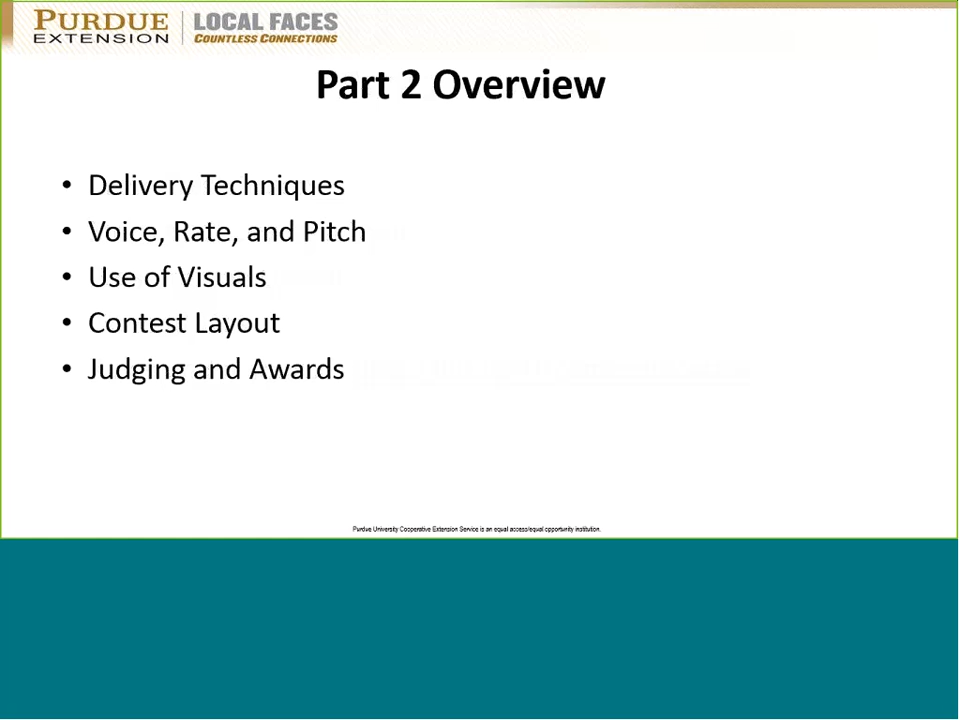 PURDUE
EXTENSION
LOCAL FACES
COUNTLESS CONNECTIONS
Part 2 Overview
• Delivery Techniques
• Voice, Rate, and Pitch
• Use of Visuals
• Contest Layout
• Judging and Awards
Purdue University Cooperative Extension Service is an equal access/equal opportunity institution.